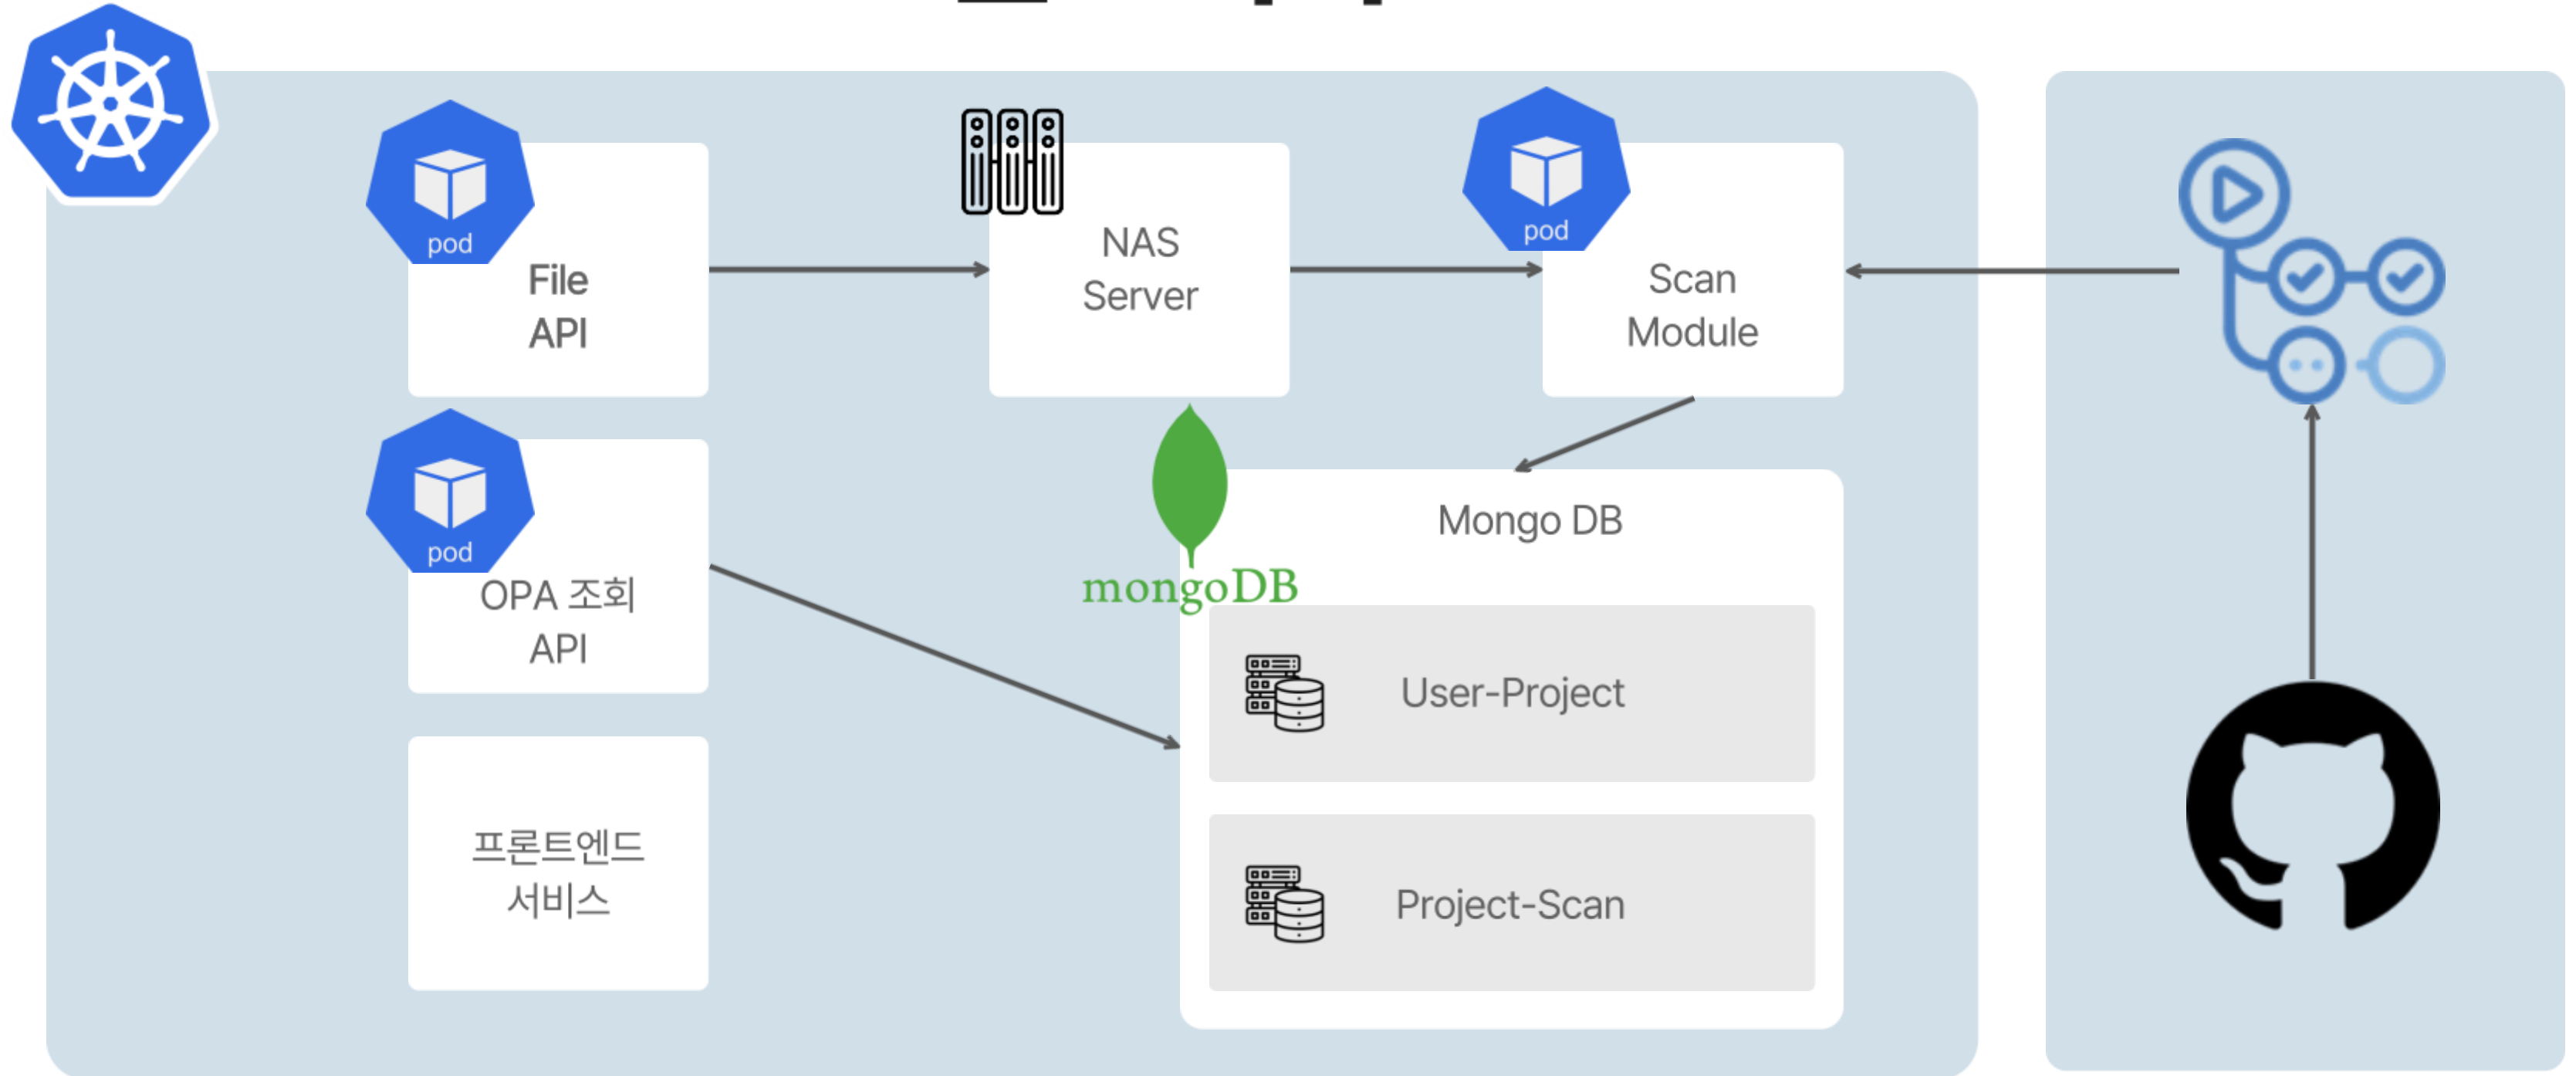 pod
File
API
NAS
Server
pod
Scan
Module
pod
OPA 조회
API
mongoDB
Mongo DB
User-Project
프론트엔드
서비스
Project-Scan